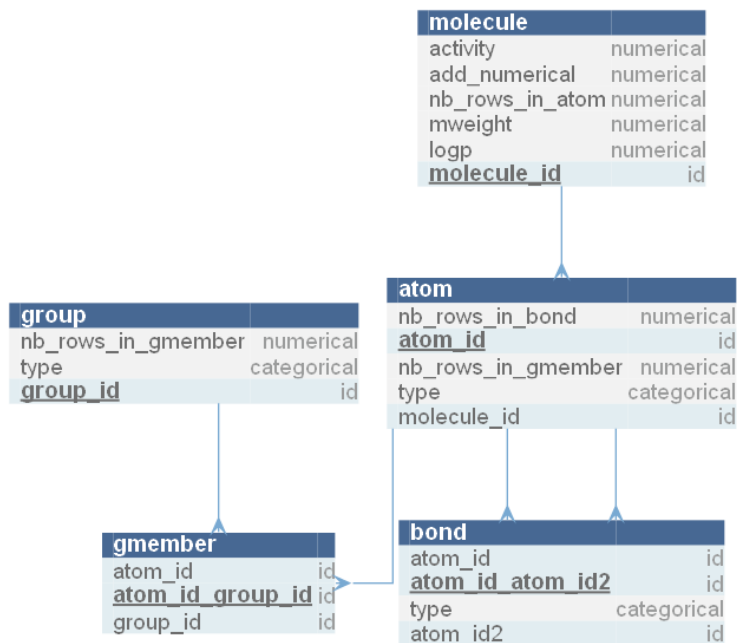 molecule
activity numerical
add_numerical numerical
nb_rows_in_atom numerical
mweight numerical
logp numerical
molecule_id id
atom
nb_rows_in_bond numerical
atom_id id
nb_rows_in_gmember numerical
type categorical
molecule_id id
group
nb_rows_in_gmember numerical
type categorical
group_id id
gmember
atom_id id
atom_id_group_id id
group_id id
bond
atom_id id
atom_id_atom_id2 id
type categorical
atom_id2 id